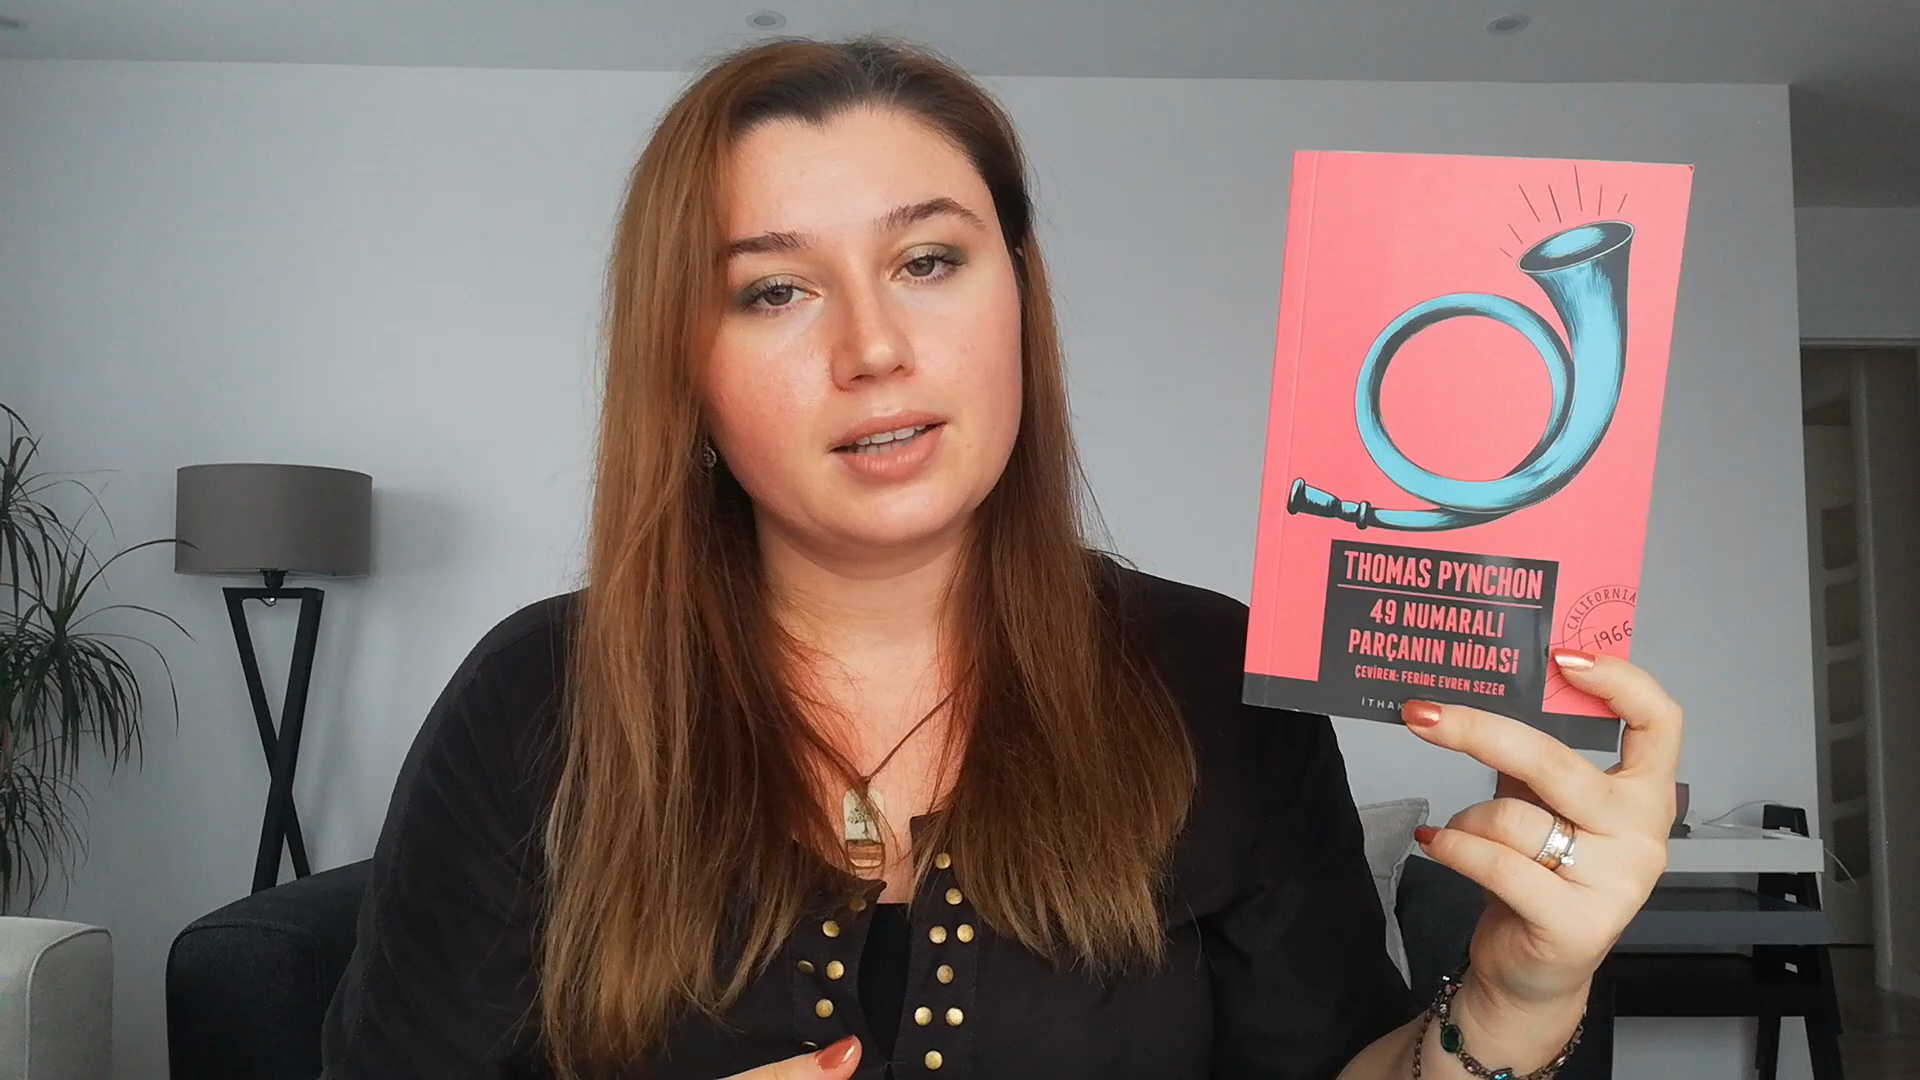 THOMAS PYNCHON
49 NUMARALI
PARÇANIN NİDASI
ÇEVİREN: FERİDE EVREN SEZER
CALIFORNIA
1966